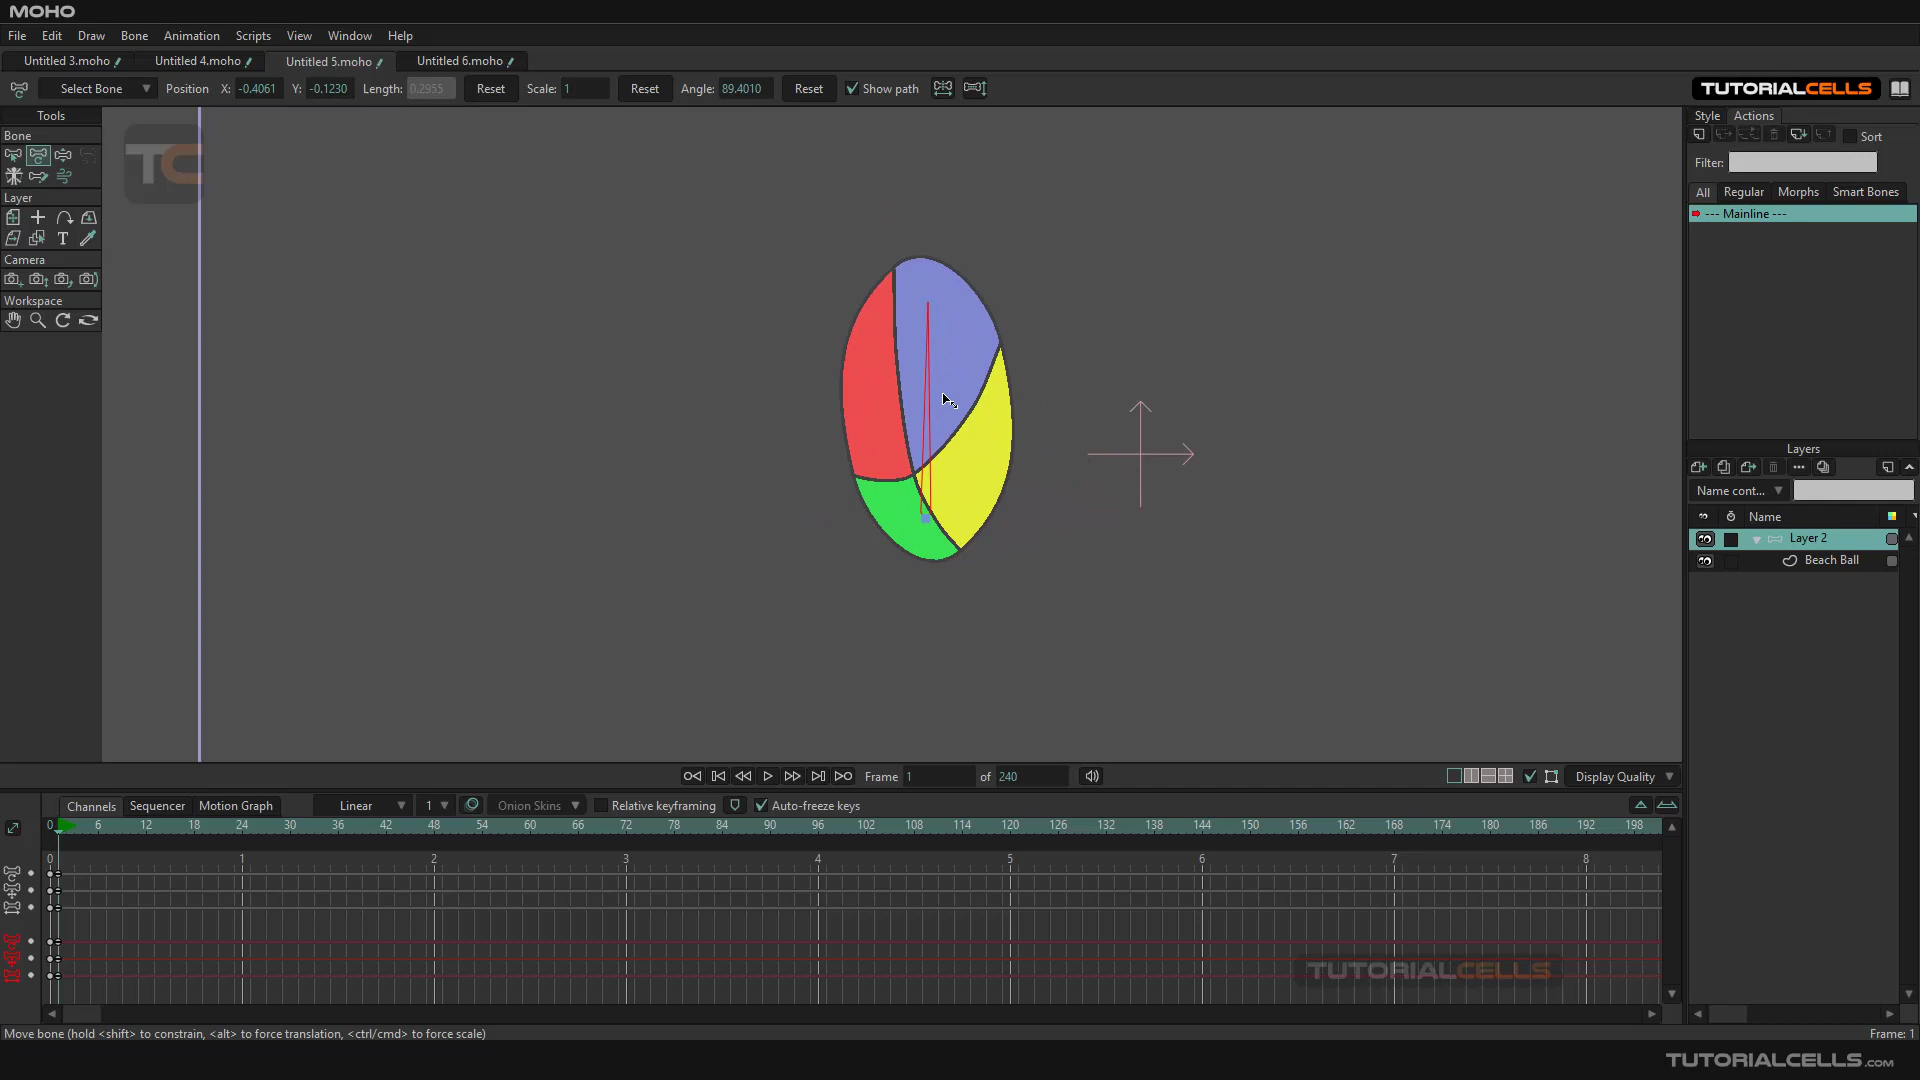 MOHO
File Edit Draw Bone Animation Scripts View Window Help
Untitled 3.moho Untitled 4.moho Untitled 5.moho Untitled 6.moho
Select Bone Position X: -0.4061 Y: -0.1230 Length: 0.2955 Reset Scale: 1 Reset Angle: 89.4010 Reset Show path TUTORIALCELLS
Tools Style Actions
Bone Sort
TC
Filter:
Layer All Regular Morphs Smart Bones
--- Mainline ---
T
Camera
Workspace
Layers
Name cont...
Name
Layer 2
Beach Ball
Frame 1 of 240 Display Quality
Channels Sequencer Motion Graph Linear 1 Onion Skins Relative keyframing Auto-freeze keys
0 6 12 18 24 30 36 42 48 54 60 66 72 78 84 90 96 102 108 114 120 126 132 138 144 150 156 162 168 174 180 186 192 198
0 1 2 3 4 5 6 7 8
TUTORIALCELLS
Move bone (hold <shift> to constrain, <alt> to force translation, <ctrl/cmd> to force scale) Frame: 1
TUTORIALCELLS.COM